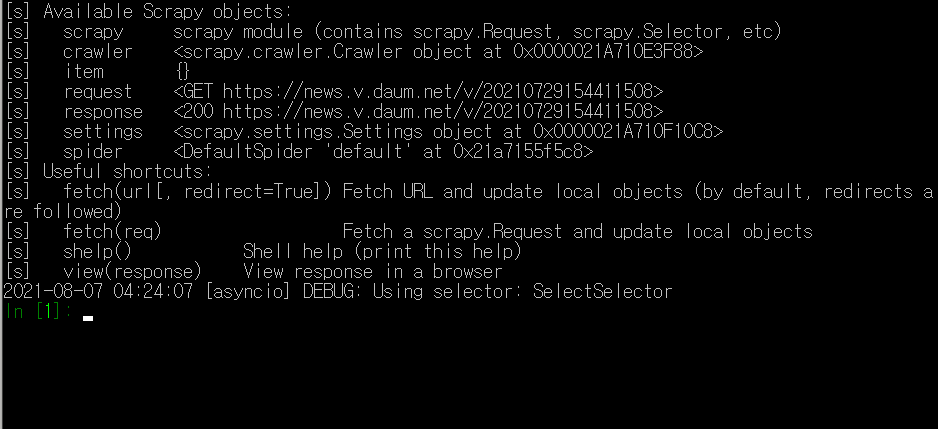 [s] Available Scrapy objects:
[s]   scrapy     scrapy module (contains scrapy.Request, scrapy.Selector, etc)
[s]   crawler    <scrapy.crawler.Crawler object at 0x0000021A710E3F88>
[s]   item       {}
[s]   request    <GET https://news.v.daum.net/v/20210729154411508>
[s]   response   <200 https://news.v.daum.net/v/20210729154411508>
[s]   settings   <scrapy.settings.Settings object at 0x0000021A710F10C8>
[s]   spider     <DefaultSpider 'default' at 0x21a7155f5c8>
[s] Useful shortcuts:
[s]   fetch(url[, redirect=True]) Fetch URL and update local objects (by default, redirects a
re followed)
[s]   fetch(req)                  Fetch a scrapy.Request and update local objects
[s]   shelp()           Shell help (print this help)
[s]   view(response)    View response in a browser
2021-08-07 04:24:07 [asyncio] DEBUG: Using selector: SelectSelector
In [1]: